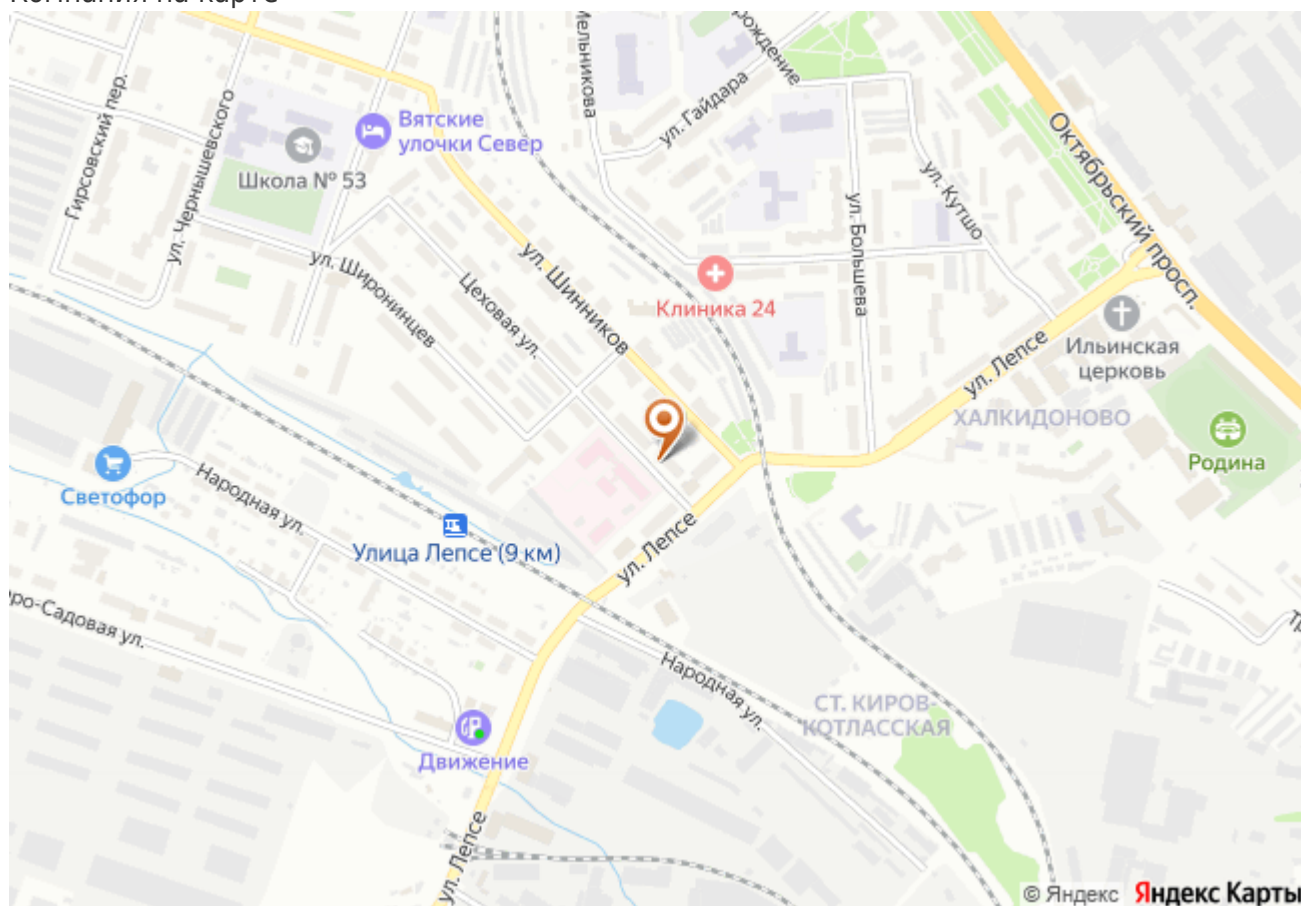 Компания на карте
Мельникова
рождение
Октябрьский просп.
Гирсовский пер.
ул. Чернышевского
Вятские
улочки Север
Школа № 53
ул. Гайдара
ул. Кутшо
ул. Большева
ул. Широнинцев
Цеховая ул.
ул. Шинников
Клиника 24
ул. Лепсе
Ильинская
церковь
ХАЛКИДОНОВО
Родина
Светофор
Народная ул.
Улица Лепсе (9 км)
ул. Лепсе
ро-Садовая ул.
Народная ул.
СТ. КИРОВ-
КОТЛАССКАЯ
Движение
ул. Лепсе
© Яндекс Яндекс Карты